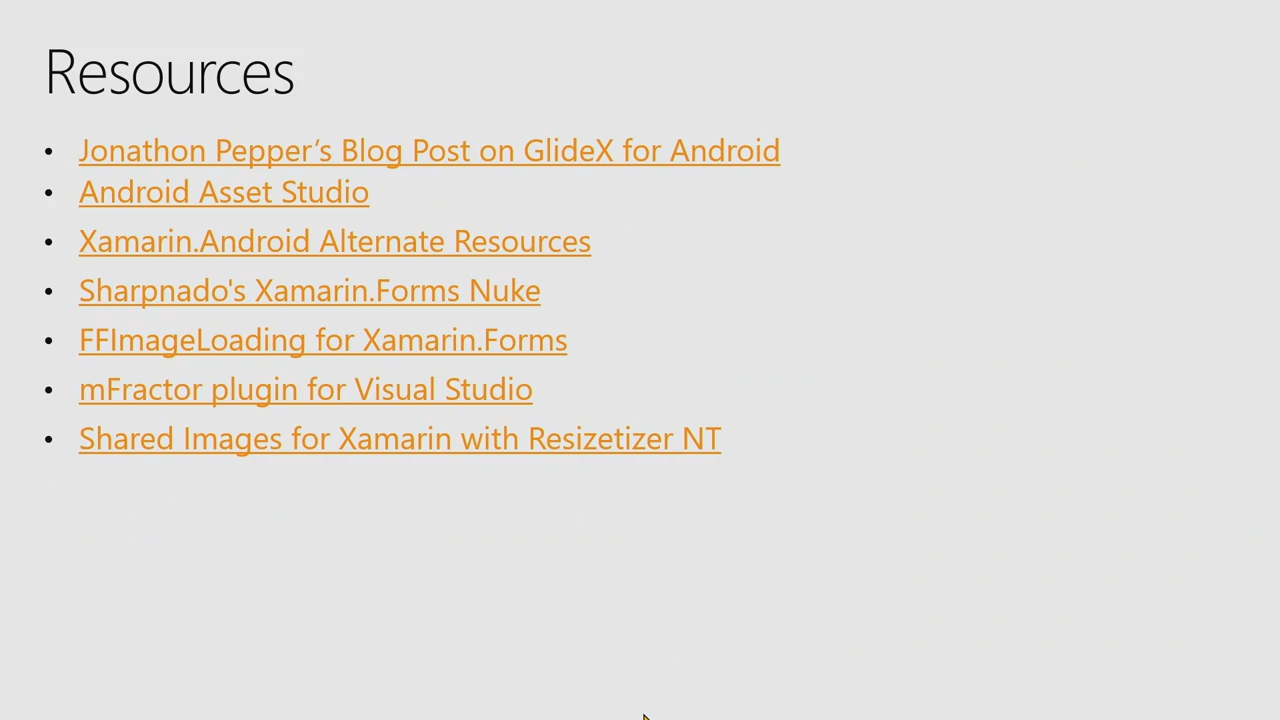 Resources
• Jonathon Pepper’s Blog Post on GlideX for Android
• Android Asset Studio
• Xamarin.Android Alternate Resources
• Sharpnado's Xamarin.Forms Nuke
• FFImageLoading for Xamarin.Forms
• mFractor plugin for Visual Studio
• Shared Images for Xamarin with Resizetizer NT